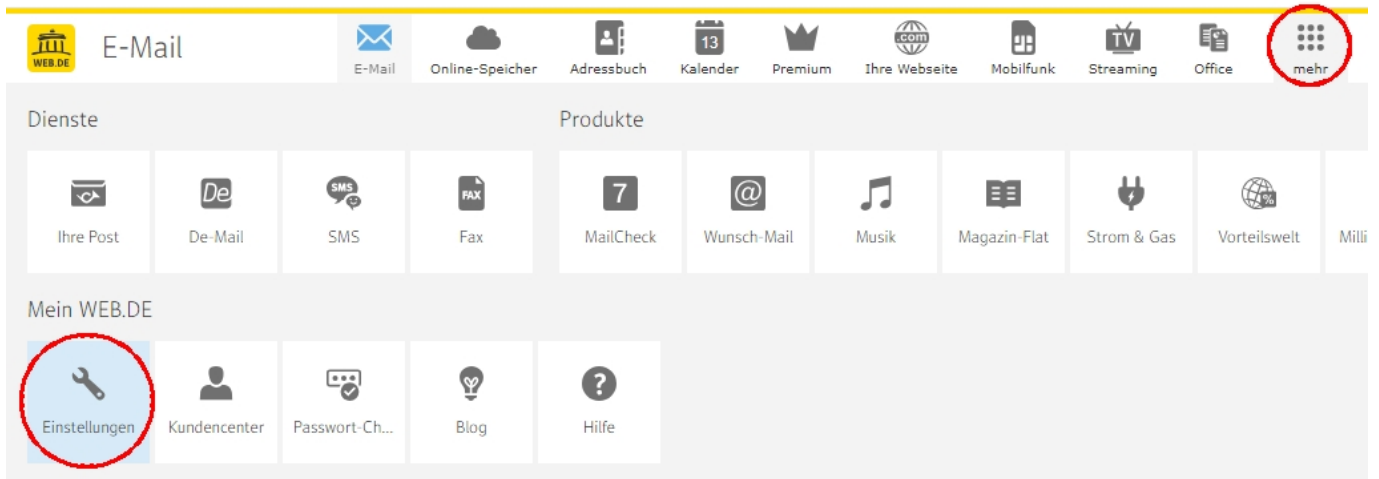 WEB.DE
E-Mail
E-Mail
Online-Speicher
Adressbuch
13
Kalender
Premium
.com
Ihre Webseite
Mobilfunk
TV
Streaming
Office
mehr
Dienste
Produkte
Ihre Post
De
De-Mail
SMS
SMS
FAX
Fax
7
MailCheck
@
Wunsch-Mail
Musik
Magazin-Flat
Strom & Gas
%
Vorteilswelt
Milli
Mein WEB.DE
Einstellungen
Kundencenter
Passwort-Ch...
Blog
?
Hilfe